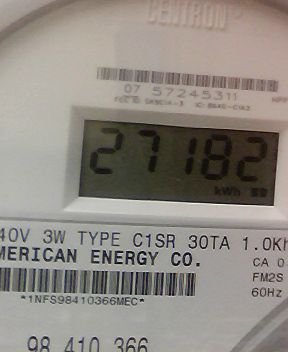 CENTRON®
07 57245311
27182
kWh
40V 3W TYPE C1SR 30TA 1.0Kh
MERICAN ENERGY CO.
CA 0
FM2S
60Hz
*1NFS98410366MEC*
98 410 366